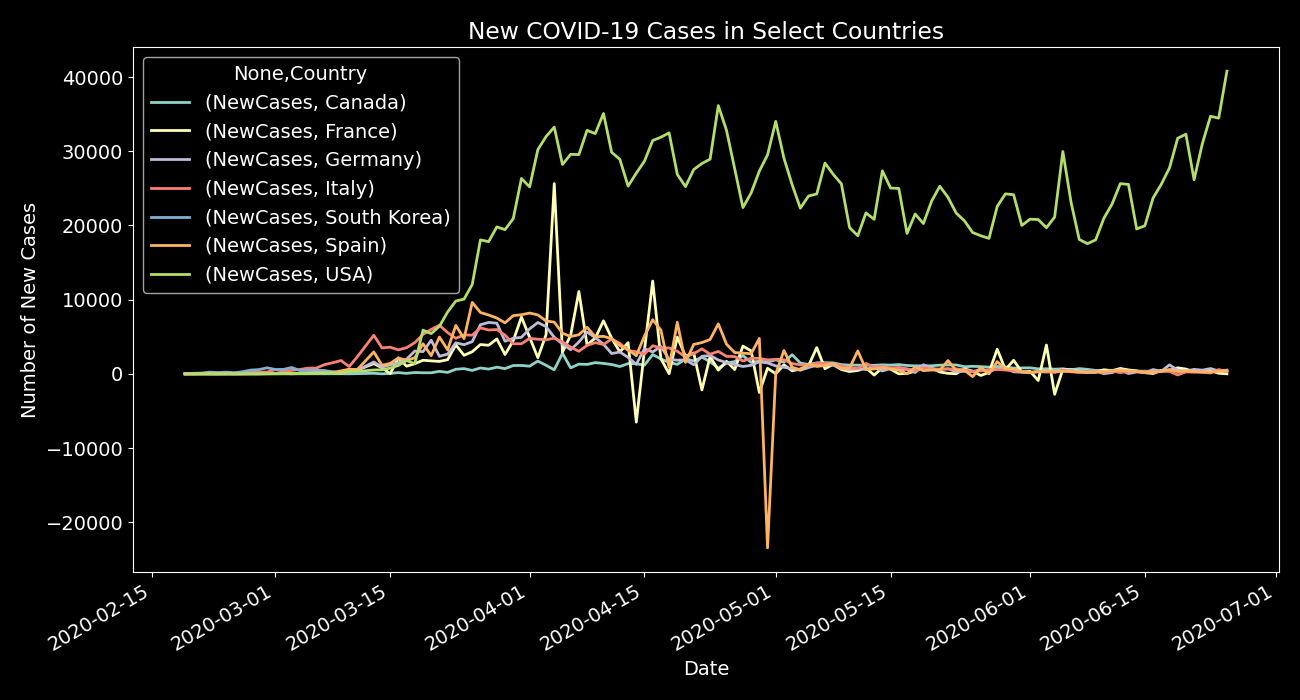 New COVID-19 Cases in Select Countries
None,Country
(NewCases, Canada)
(NewCases, France)
(NewCases, Germany)
(NewCases, Italy)
(NewCases, South Korea)
(NewCases, Spain)
(NewCases, USA)
Number of New Cases
40000
30000
20000
10000
0
−10000
−20000
2020-02-15
2020-03-01
2020-03-15
2020-04-01
2020-04-15
2020-05-01
2020-05-15
2020-06-01
2020-06-15
2020-07-01
Date